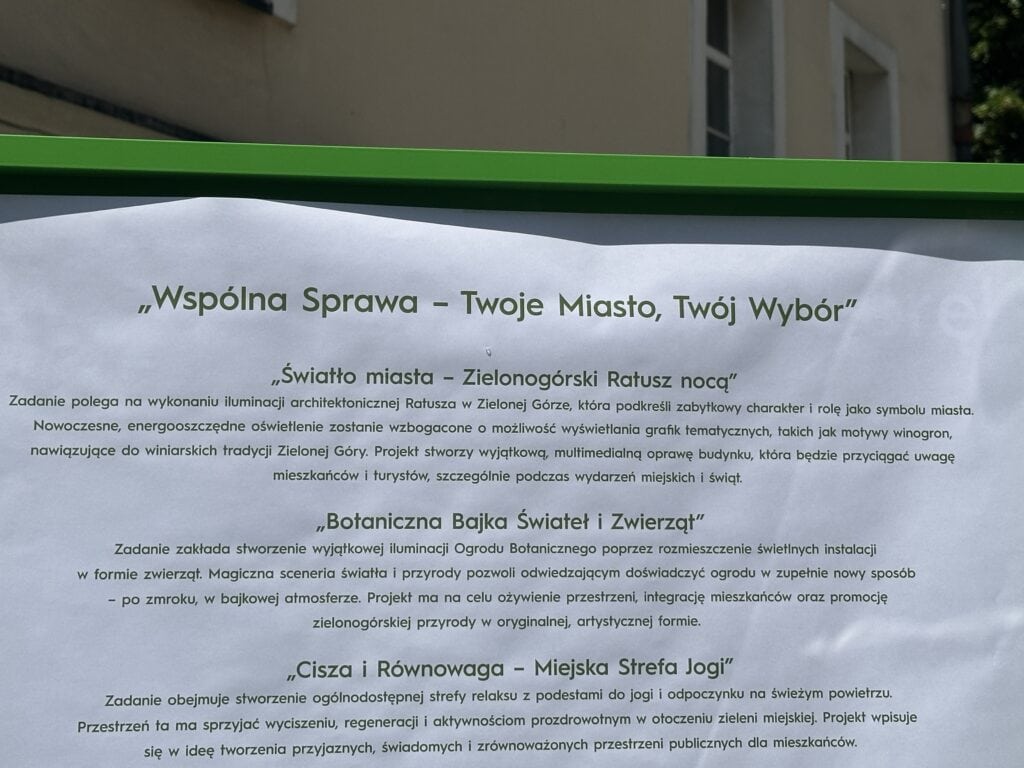 „Wspólna Sprawa – Twoje Miasto, Twój Wybór”
„Światło miasta – Zielonogórski Ratusz nocą”
Zadanie polega na wykonaniu iluminacji architektonicznej Ratusza w Zielonej Górze, która podkreśli zabytkowy charakter i rolę jako symbolu miasta.
Nowoczesne, energooszczędne oświetlenie zostanie wzbogacone o możliwość wyświetlania grafik tematycznych, takich jak motywy winogron,
nawiązujące do winiarskich tradycji Zielonej Góry. Projekt stworzy wyjątkową, multimedialną oprawę budynku, która będzie przyciągać uwagę
mieszkańców i turystów, szczególnie podczas wydarzeń miejskich i świąt.
„Botaniczna Bajka Świateł i Zwierząt”
Zadanie zakłada stworzenie wyjątkowej iluminacji Ogrodu Botanicznego poprzez rozmieszczenie świetlnych instalacji
w formie zwierząt. Magiczna sceneria światła i przyrody pozwoli odwiedzającym doświadczyć ogrodu w zupełnie nowy sposób
– po zmroku, w bajkowej atmosferze. Projekt ma na celu ożywienie przestrzeni, integrację mieszkańców oraz promocję
zielonogórskiej przyrody w oryginalnej, artystycznej formie.
„Cisza i Równowaga – Miejska Strefa Jogi”
Zadanie obejmuje stworzenie ogólnodostępnej strefy relaksu z podestami do jogi i odpoczynku na świeżym powietrzu.
Przestrzeń ta ma sprzyjać wyciszeniu, regeneracji i aktywnościom prozdrowotnym w otoczeniu zieleni miejskiej. Projekt wpisuje
się w ideę tworzenia przyjaznych, świadomych i zrównoważonych przestrzeni publicznych dla mieszkańców.